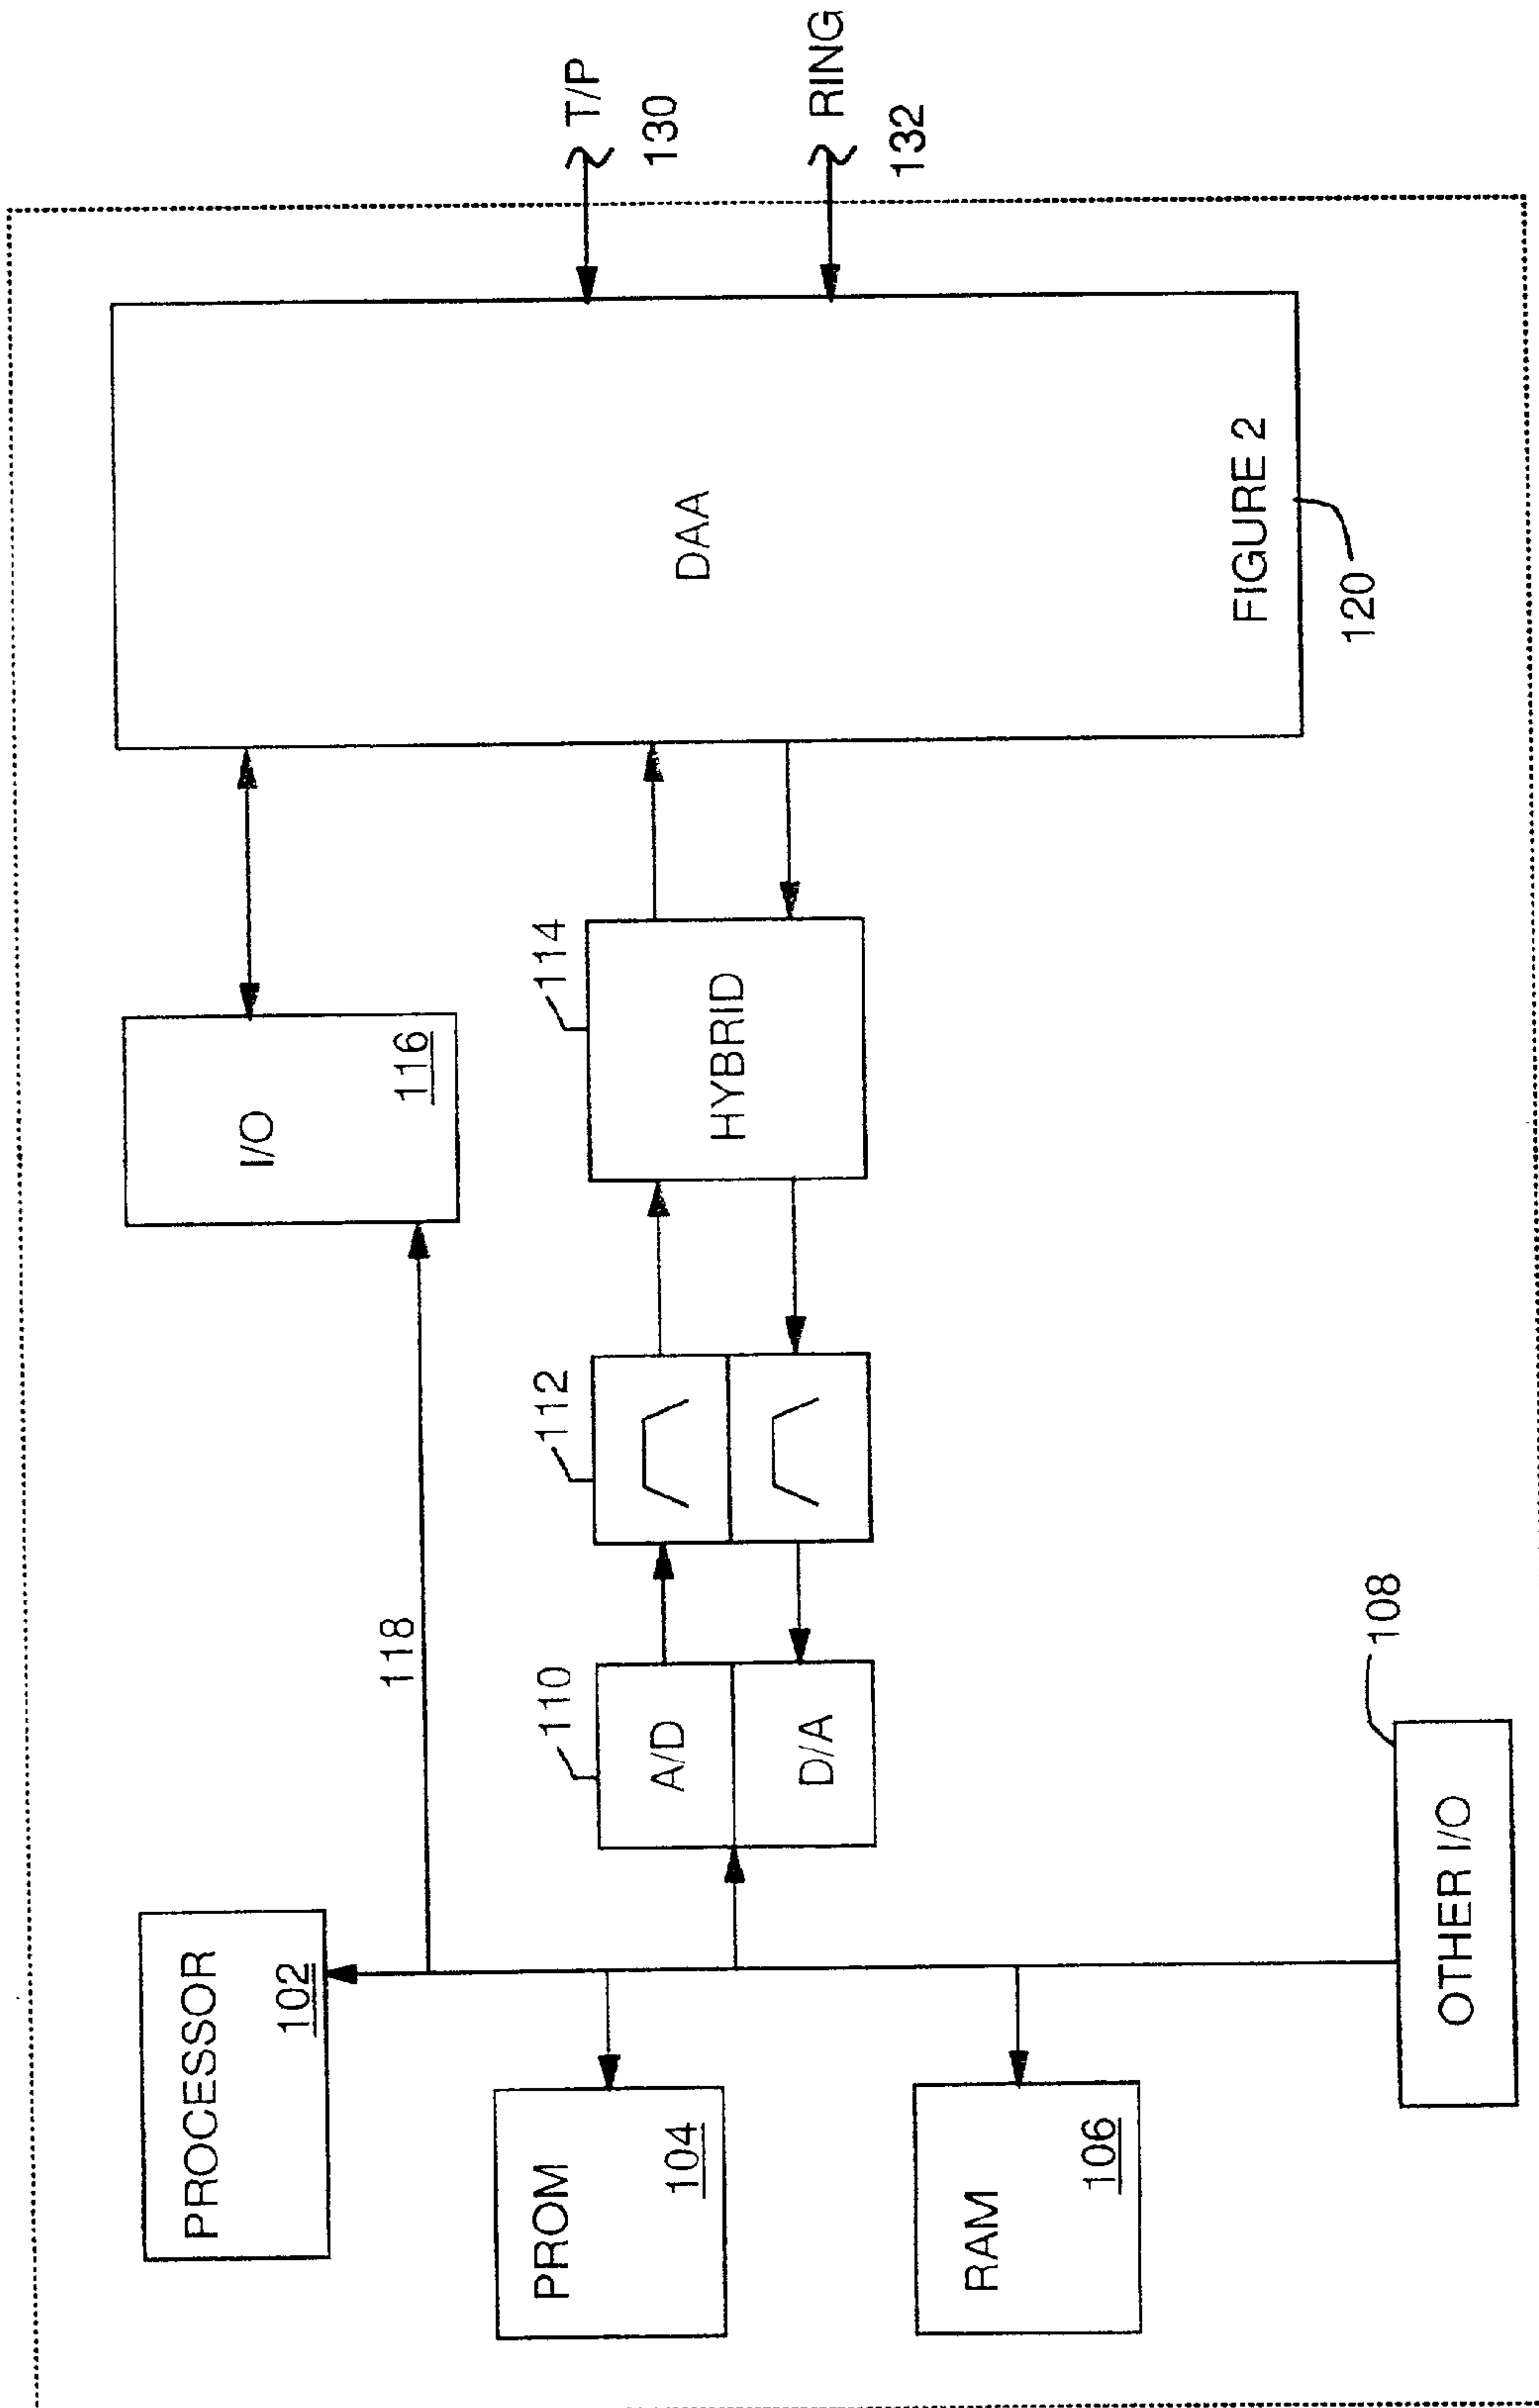 PROCESSOR
102
PROM
104
RAM
106
OTHER I/O
108
118
110
A/D
D/A
112
I/O
116
114
HYBRID
DAA
FIGURE 2
120
T/P
130
RING
132